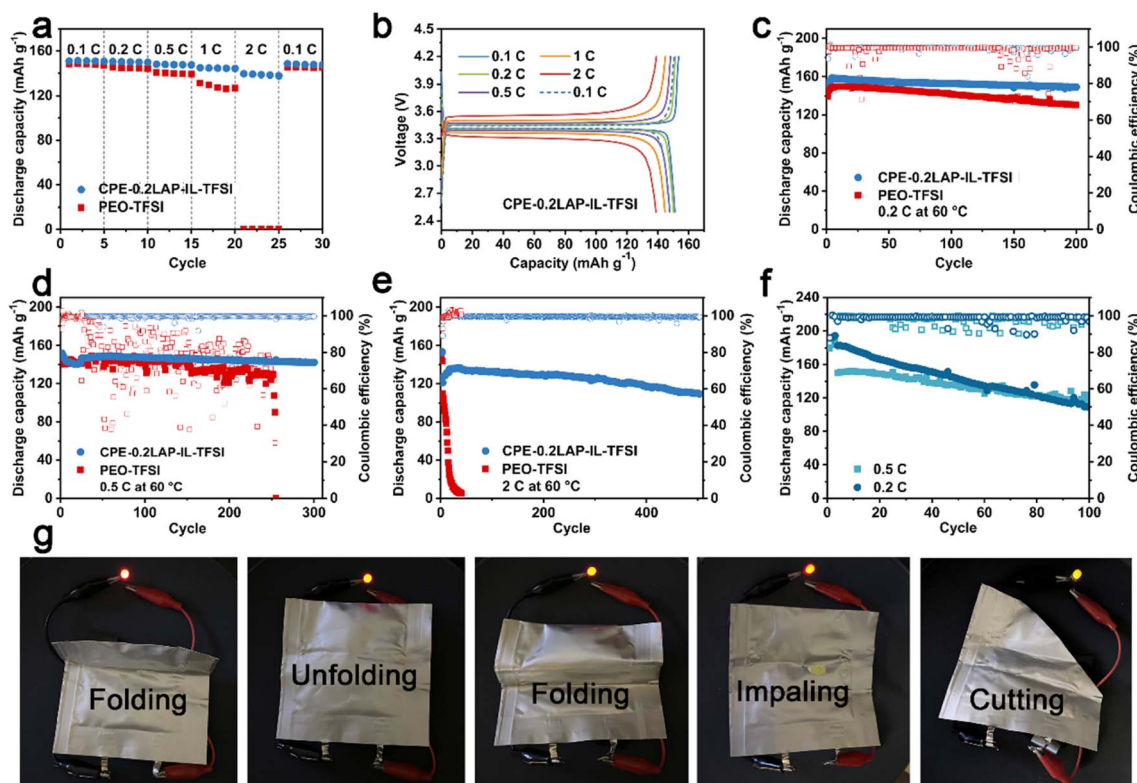 a
0.1 C 0.2 C 0.5 C 1 C 2 C 0.1 C
Discharge capacity (mAh g⁻¹)
160
120
80
40
0
CPE-0.2LAP-IL-TFSI
PEO-TFSI
0 5 10 15 20 25 30
Cycle
b
Voltage (V)
4.2
3.9
3.6
3.3
3.0
2.7
2.4
0.1 C 1 C
0.2 C 2 C
0.5 C 0.1 C
CPE-0.2LAP-IL-TFSI
0 20 40 60 80 100 120 140 160
Capacity (mAh g⁻¹)
c
Discharge capacity (mAh g⁻¹)
200
160
120
80
40
0
CPE-0.2LAP-IL-TFSI
PEO-TFSI
0.2 C at 60 °C
100
80
60
40
20
0
Coulombic efficiency (%)
0 50 100 150 200
Cycle
d
Discharge capacity (mAh g⁻¹)
200
160
120
80
40
0
CPE-0.2LAP-IL-TFSI
PEO-TFSI
0.5 C at 60 °C
100
80
60
40
20
0
Coulombic efficiency (%)
0 100 200 300
Cycle
e
Discharge capacity (mAh g⁻¹)
200
160
120
80
40
0
CPE-0.2LAP-IL-TFSI
PEO-TFSI
2 C at 60 °C
100
80
60
40
20
0
Coulombic efficiency (%)
0 200 400
Cycle
f
Discharge capacity (mAh g⁻¹)
240
200
160
120
80
40
0
0.5 C
0.2 C
100
80
60
40
20
0
Coulombic efficiency (%)
0 20 40 60 80 100
Cycle
g
Folding
Unfolding
Folding
Impaling
Cutting